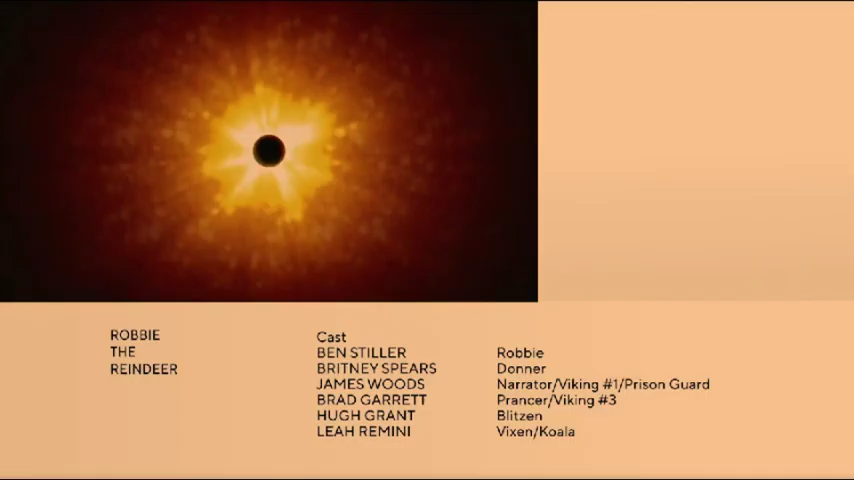 ROBBIE
THE
REINDEER
Cast
BEN STILLER Robbie
BRITNEY SPEARS Donner
JAMES WOODS Narrator/Viking #1/Prison Guard
BRAD GARRETT Prancer/Viking #3
HUGH GRANT Blitzen
LEAH REMINI Vixen/Koala